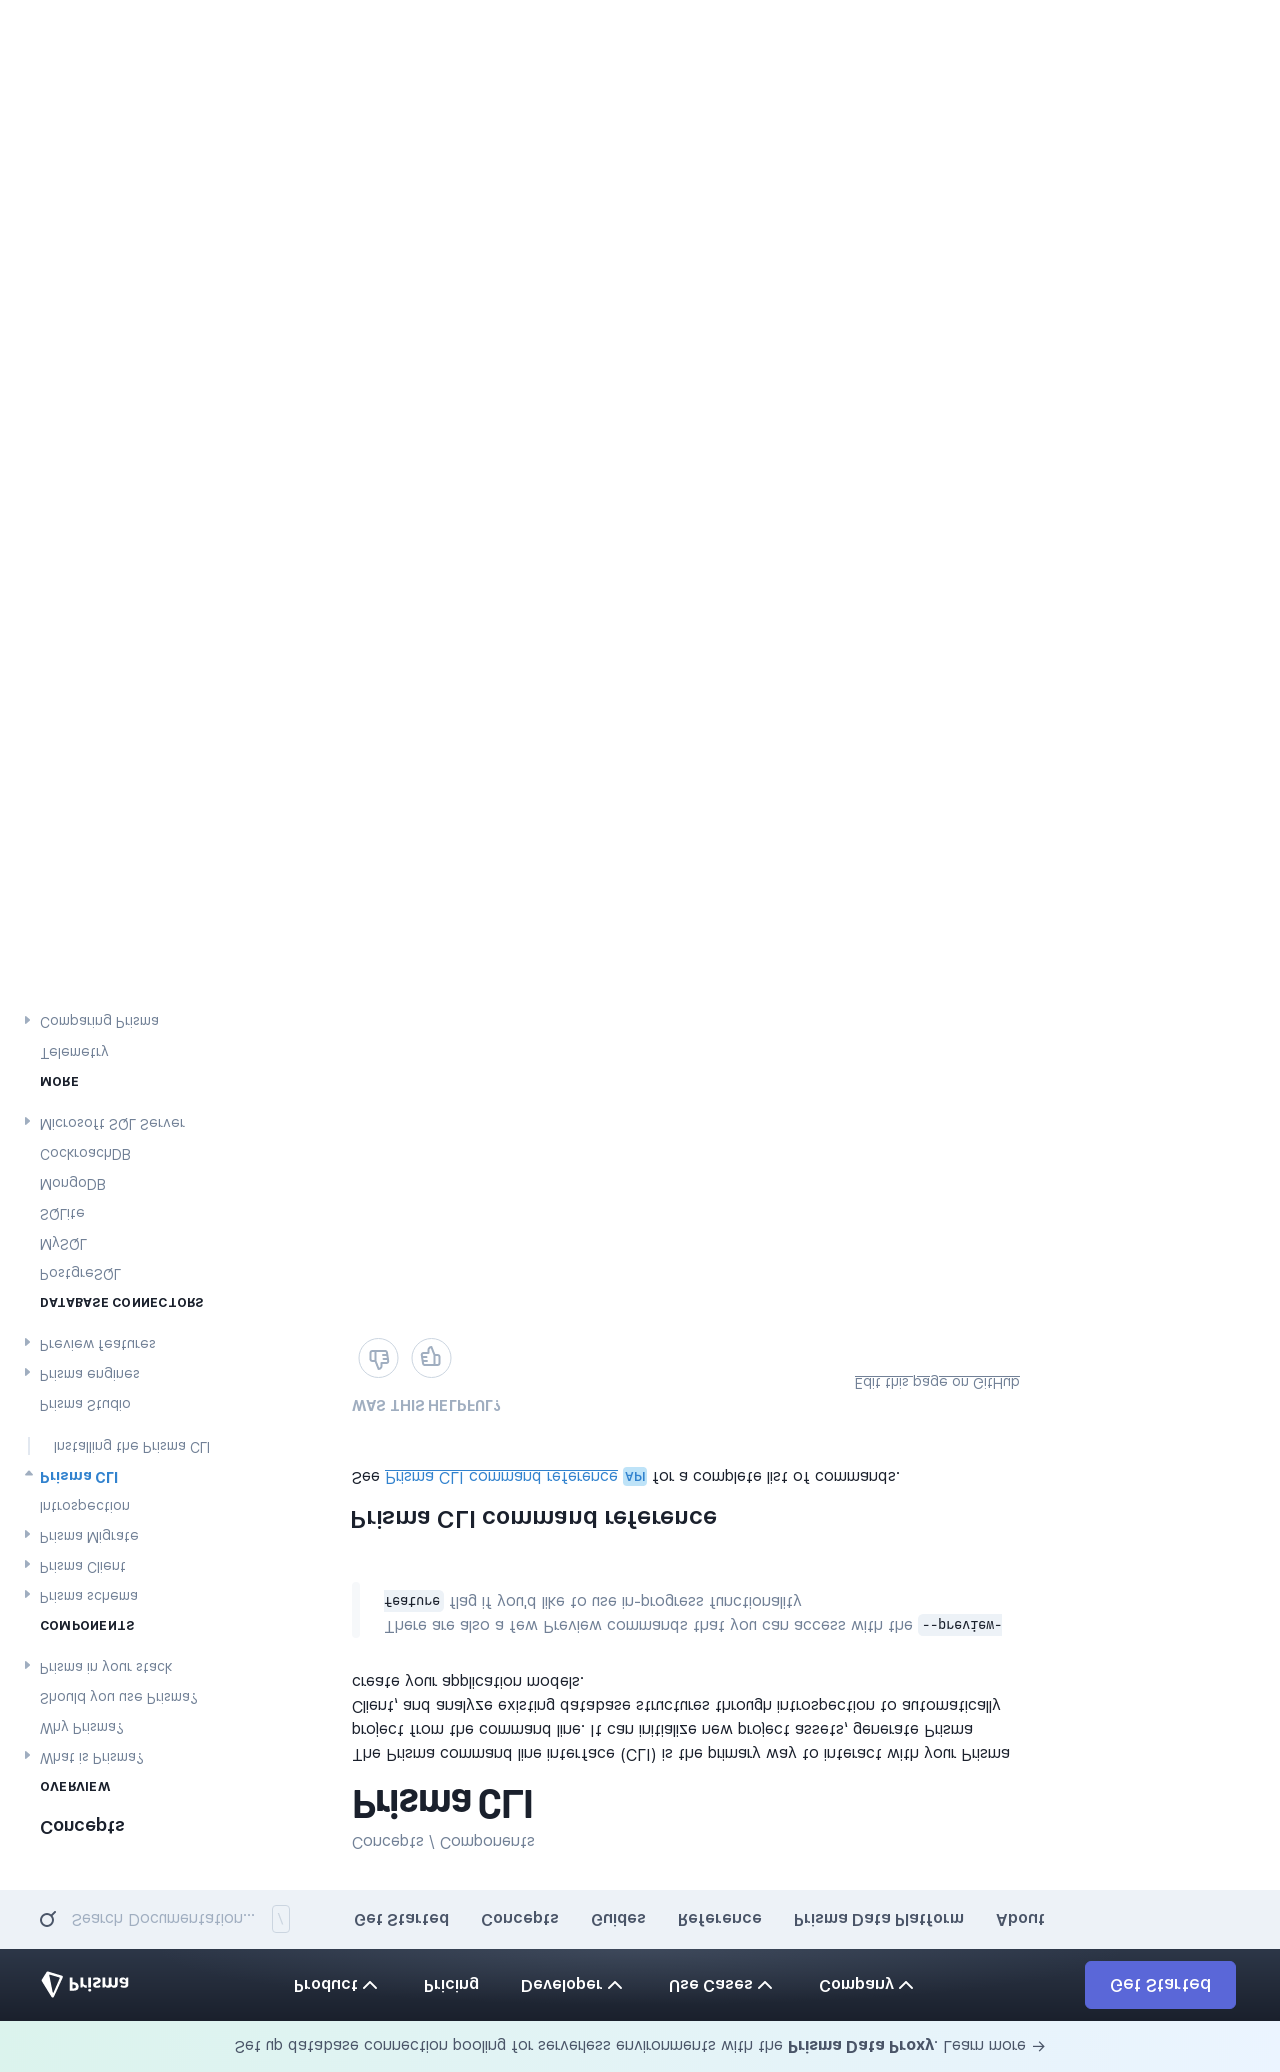 Set up database connection pooling for serverless environments with the Prisma Data Proxy. Learn more →
Prisma
Product
Pricing
Developer
Use Cases
Company
Get Started
Search Documentation... /
Get Started
Concepts
Guides
Reference
Prisma Data Platform
About
Concepts
OVERVIEW
What is Prisma?
Why Prisma?
Should you use Prisma?
Prisma in your stack
COMPONENTS
Prisma schema
Prisma Client
Prisma Migrate
Introspection
Prisma CLI
Installing the Prisma CLI
Prisma Studio
Prisma engines
Preview features
DATABASE CONNECTORS
PostgreSQL
MySQL
SQLite
MongoDB
CockroachDB
Microsoft SQL Server
MORE
Telemetry
Comparing Prisma
Concepts / Components
Prisma CLI
The Prisma command line interface (CLI) is the primary way to interact with your Prisma
project from the command line. It can initialize new project assets, generate Prisma
Client, and analyze existing database structures through introspection to automatically
create your application models.
There are also a few Preview commands that you can access with the --preview-
feature flag if you'd like to use in-progress functionality
Prisma CLI command reference
See Prisma CLI command reference API for a complete list of commands.
WAS THIS HELPFUL?
Edit this page on GitHub